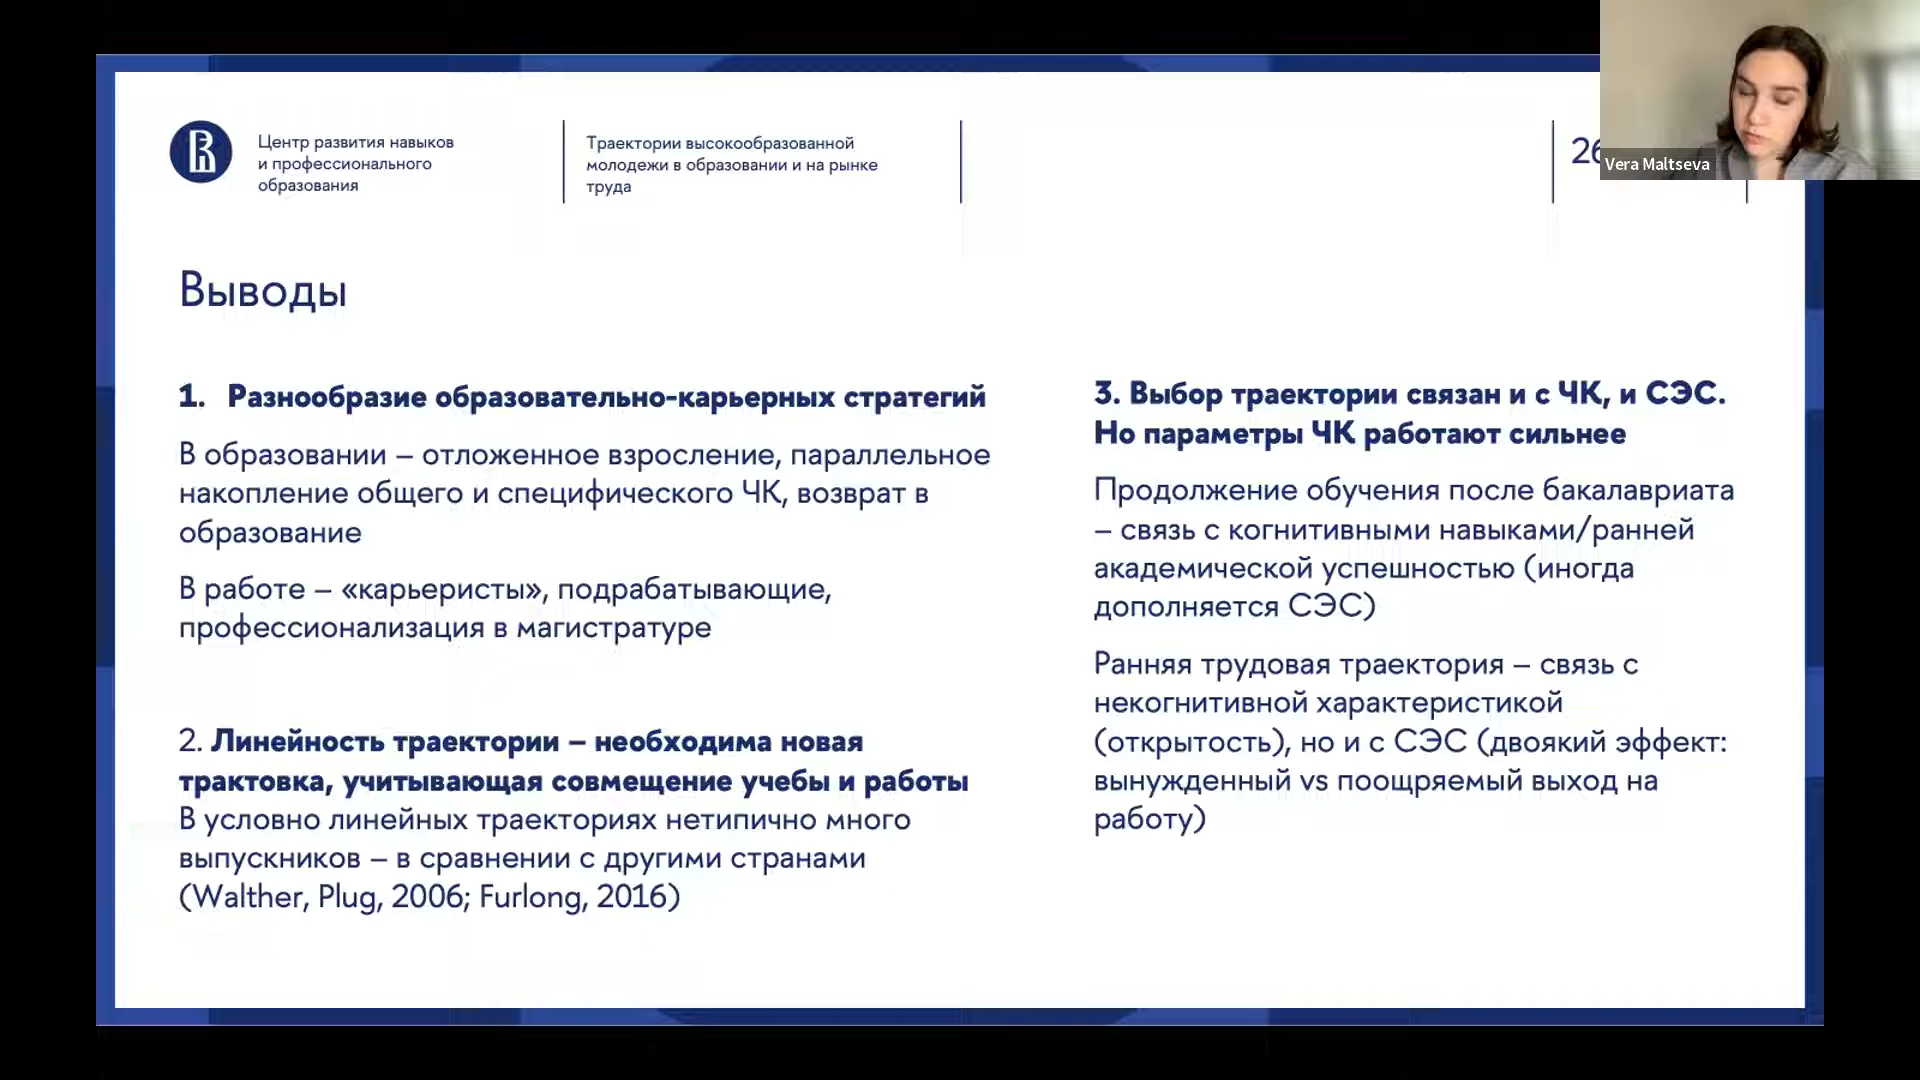 Центр развития навыков
и профессионального
образования
Траектории высокообразованной
молодежи в образовании и на рынке
труда
26
Vera Maltseva
Выводы
1. Разнообразие образовательно-карьерных стратегий
В образовании – отложенное взросление, параллельное
накопление общего и специфического ЧК, возврат в
образование
В работе – «карьеристы», подрабатывающие,
профессионализация в магистратуре
2. Линейность траектории – необходима новая
трактовка, учитывающая совмещение учебы и работы
В условно линейных траекториях нетипично много
выпускников – в сравнении с другими странами
(Walther, Plug, 2006; Furlong, 2016)
3. Выбор траектории связан и с ЧК, и СЭС.
Но параметры ЧК работают сильнее
Продолжение обучения после бакалавриата
– связь с когнитивными навыками/ранней
академической успешностью (иногда
дополняется СЭС)
Ранняя трудовая траектория – связь с
некогнитивной характеристикой
(открытость), но и с СЭС (двоякий эффект:
вынужденный vs поощряемый выход на
работу)